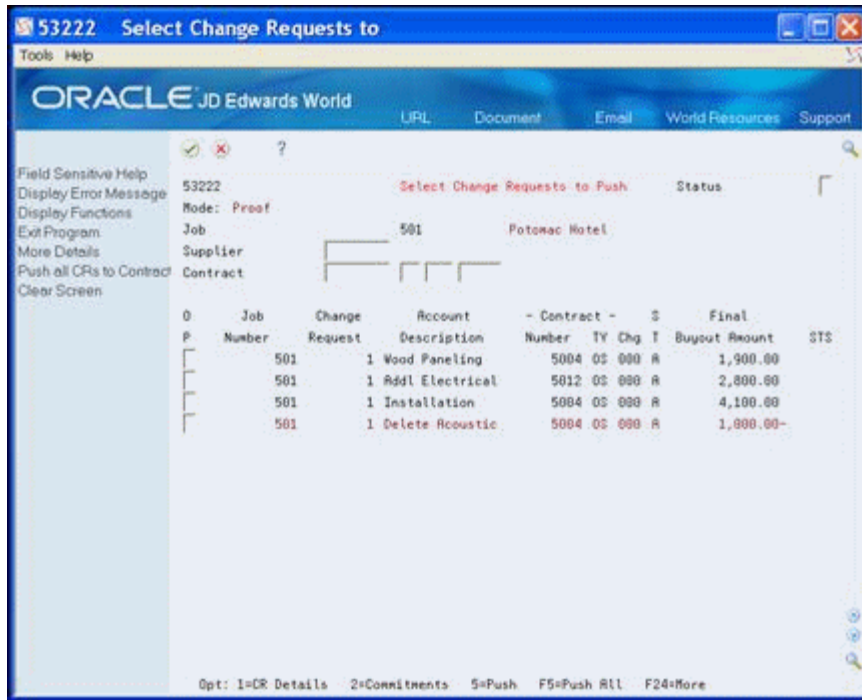 53222 Select Change Requests to
Tools Help
ORACLE JD Edwards World
URL Document Email World Resources Support
?
Field Sensitive Help
Display Error Message
Display Functions
Exit Program
More Details
Push all CRs to Contract
Clear Screen
53222 Select Change Requests to Push Status
Mode: Proof
Job 501 Potomac Hotel
Supplier
Contract
O Job Change Account - Contract - S Final
P Number Request Description Number TY Chg T Buyout Amount STS
501 1 Wood Paneling 5004 OS 000 A 1,900.00
501 1 Addl Electrical 5012 OS 000 A 2,800.00
501 1 Installation 5004 OS 000 A 4,100.00
501 1 Delete Acoustic 5004 OS 000 A 1,000.00-
Opt: 1=CR Details 2=Commitments 5=Push F5=Push All F24=More